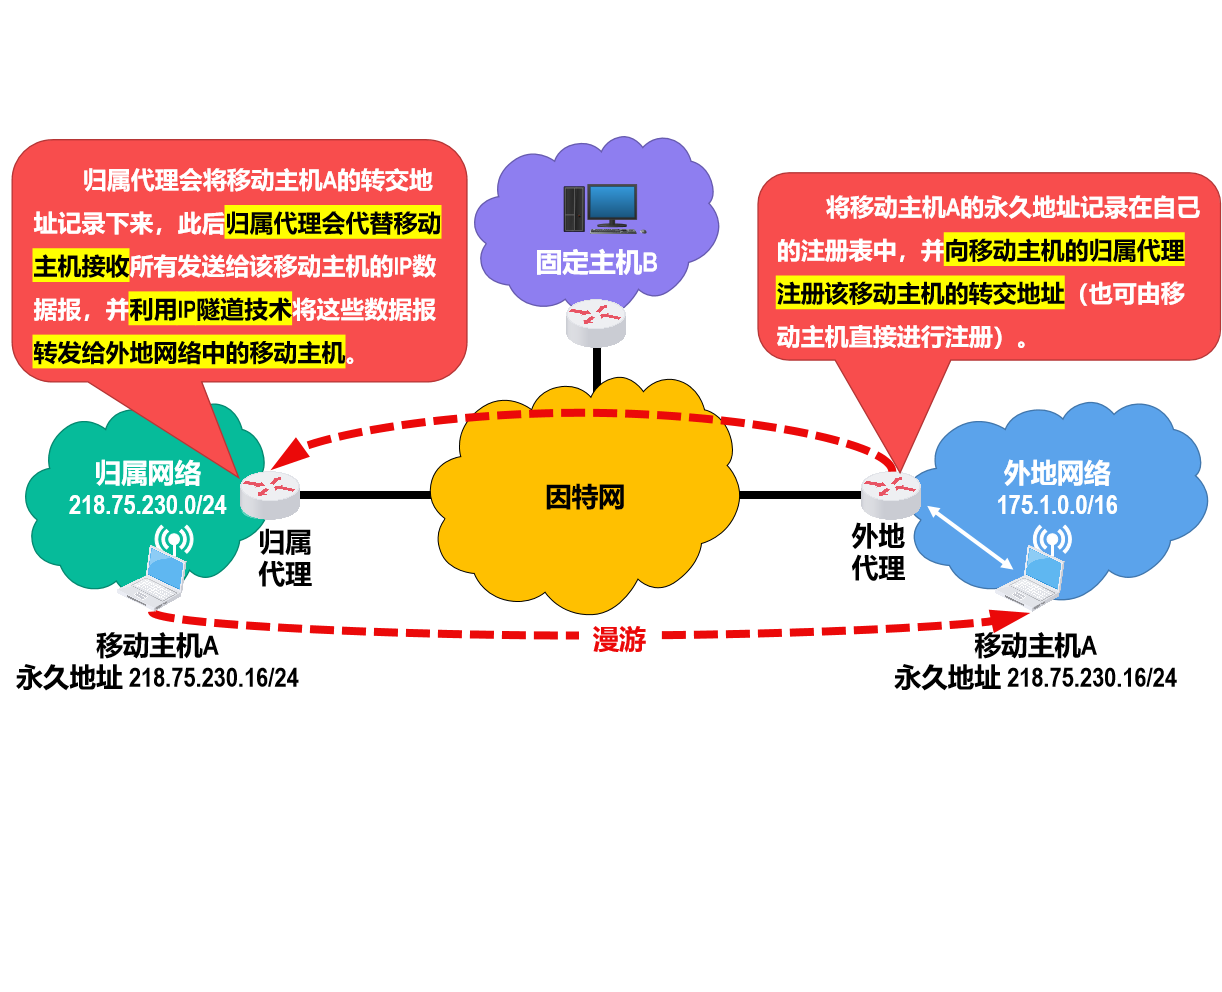 归属代理会将移动主机A的转交地
址记录下来，此后归属代理会代替移动
主机接收所有发送给该移动主机的IP数
据报，并利用IP隧道技术将这些数据报
转发给外地网络中的移动主机。
固定主机B
将移动主机A的永久地址记录在自己
的注册表中，并向移动主机的归属代理
注册该移动主机的转交地址（也可由移
动主机直接进行注册）。
归属网络
218.75.230.0/24
归属
代理
因特网
外地
代理
外地网络
175.1.0.0/16
漫游
移动主机A
永久地址 218.75.230.16/24
移动主机A
永久地址 218.75.230.16/24